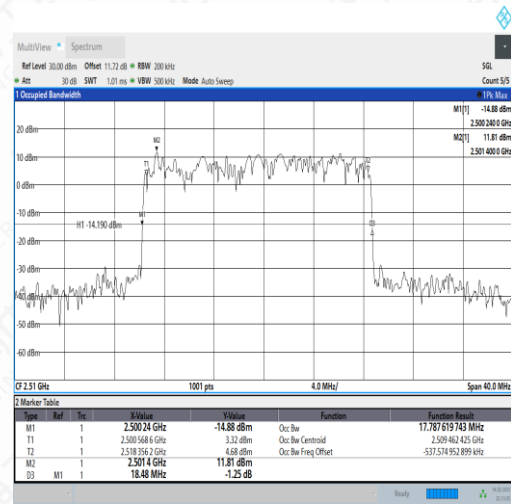 MultiView Spectrum
Ref Level 30.00 dBm Offset 11.72 dB RBW 200 kHz SGL
Att 30 dB SWT 1.01 ms VBW 500 kHz Mode Auto Sweep Count 5/5
1 Occupied Bandwidth 1Pk Max
M1[1] -14.88 dBm
2.500 240 0 GHz
M2[1] 11.81 dBm
2.501 400 0 GHz
20 dBm
M2
10 dBm
T1 T2
0 dBm
-10 dBm
M1
H1 -14.190 dBm
D3
-20 dBm
-30 dBm
-40 dBm
-50 dBm
-60 dBm
CF 2.51 GHz 1001 pts 4.0 MHz/ Span 40.0 MHz
2 Marker Table
Type Ref Trc X-Value Y-Value Function Function Result
M1 1 2.500 24 GHz -14.88 dBm Occ Bw 17.787 619 743 MHz
T1 1 2.500 568 6 GHz 3.32 dBm Occ Bw Centroid 2.509 462 425 GHz
T2 1 2.518 356 2 GHz 4.68 dBm Occ Bw Freq Offset -537.574 952 899 kHz
M2 1 2.501 4 GHz 11.81 dBm
D3 M1 1 18.48 MHz -1.25 dB
Ready